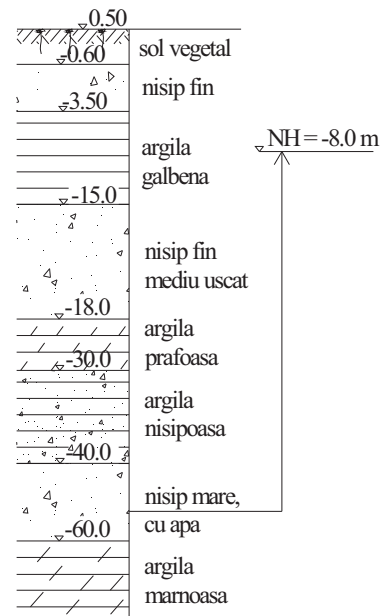 0.50
sol vegetal
-0.60
nisip fin
-3.50
NH = -8.0 m
argila
galbena
-15.0
nisip fin
mediu uscat
-18.0
argila
prafoasa
-30.0
argila
nisipoasa
-40.0
nisip mare,
cu apa
-60.0
argila
marnoasa